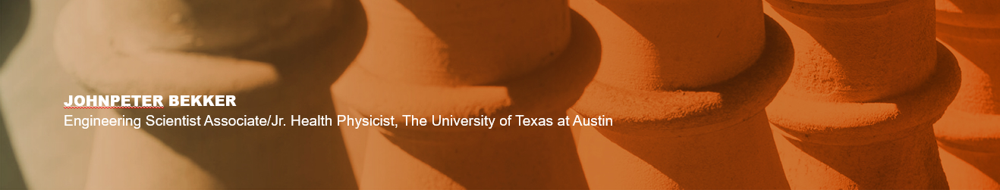 JOHNPETER BEKKER
Engineering Scientist Associate/Jr. Health Physicist, The University of Texas at Austin